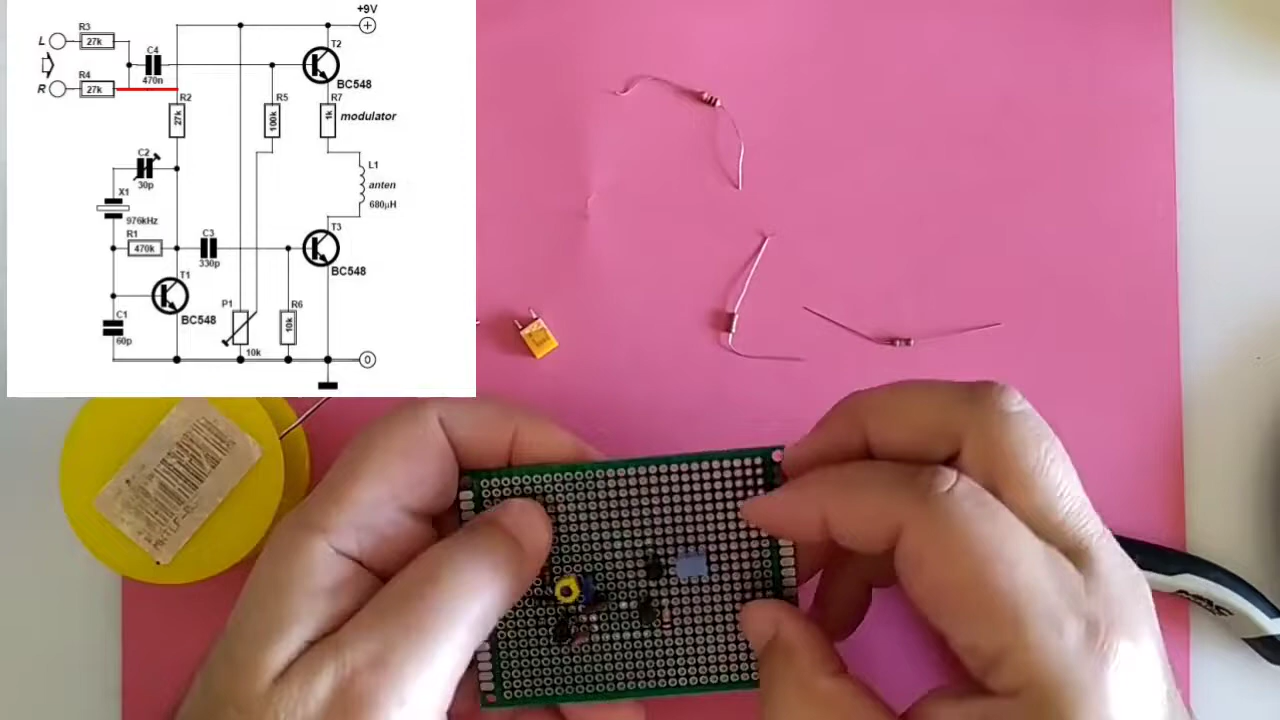 +9V
R3
L
27k
C4
T2
470n
R4
R
27k
BC548
R2
R5
R7
27k
100k
1k
modulator
C2
L1
30p
anten
X1
680µH
976kHz
T3
R1
C3
470k
330p
T1
BC548
P1
R6
BC548
C1
10k
60p
10k
0